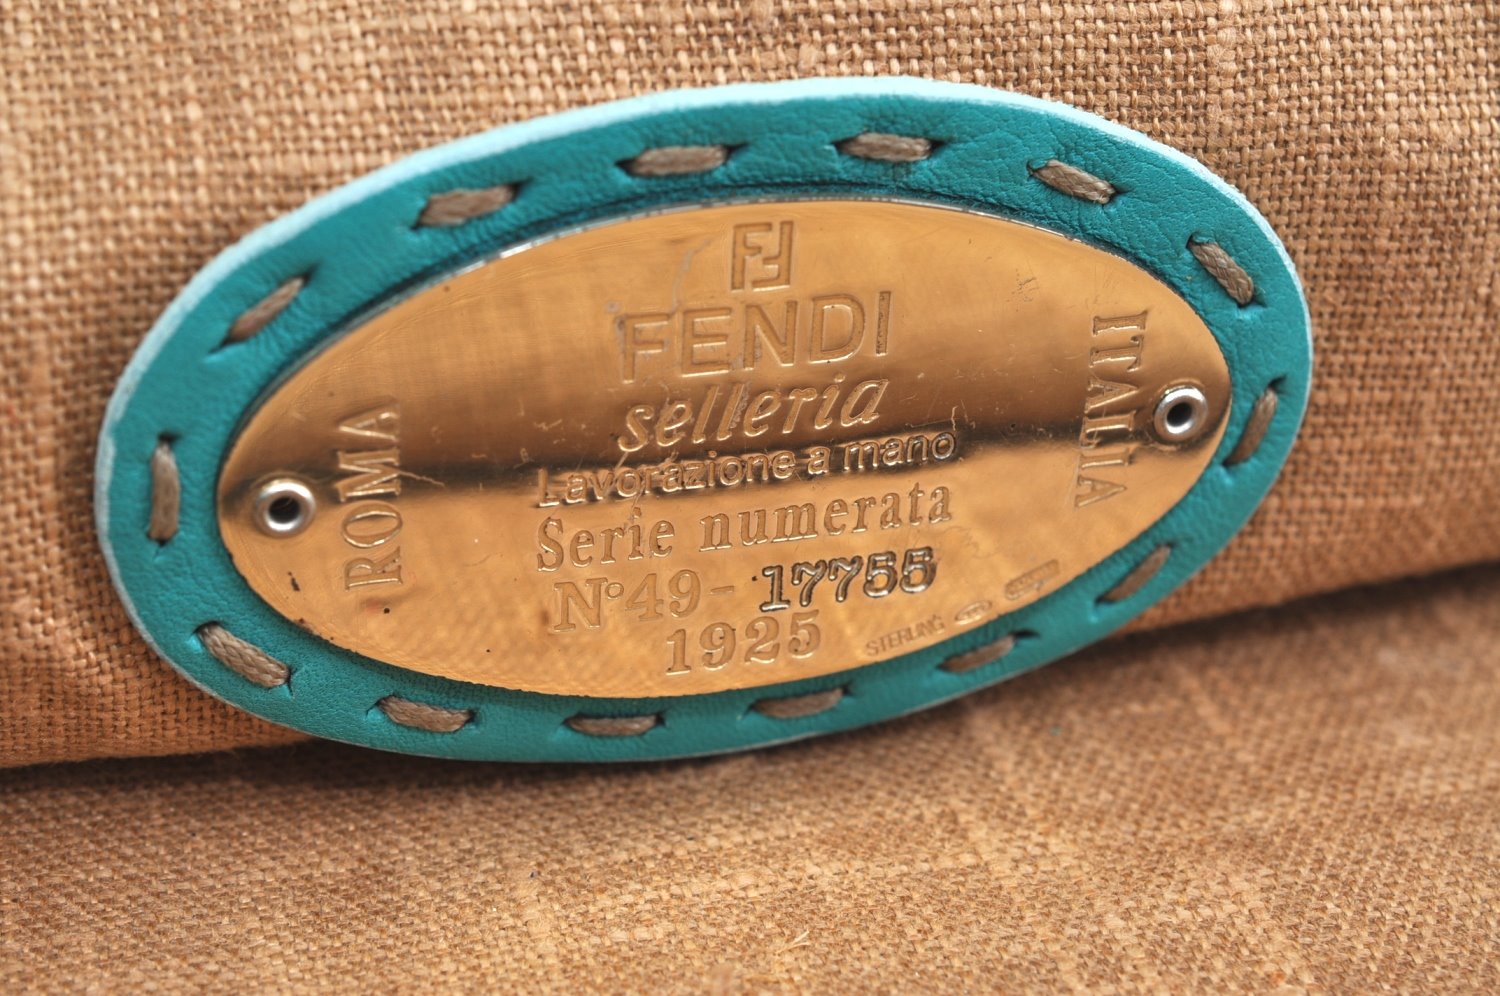 FF
FENDI
selleria
Lavorazione a mano
Serie numerata
N° 49- 17755
1925
STERLING
ROMA
ITALIA